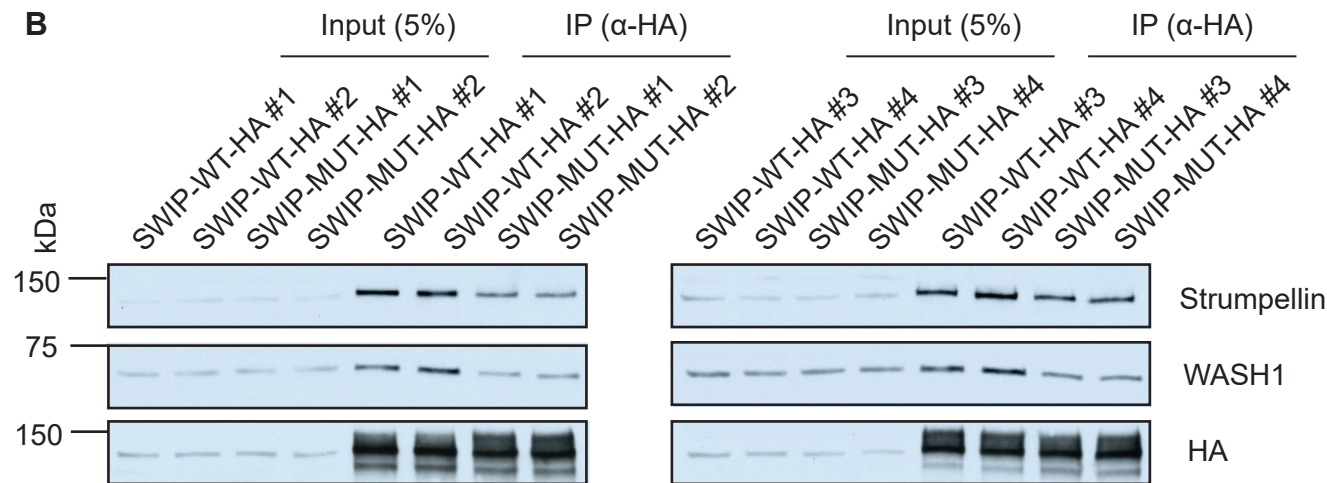 B
Input (5%)
IP (α-HA)
Input (5%)
IP (α-HA)
SWIP-WT-HA #1
SWIP-WT-HA #2
SWIP-MUT-HA #1
SWIP-MUT-HA #2
SWIP-WT-HA #1
SWIP-WT-HA #2
SWIP-MUT-HA #1
SWIP-MUT-HA #2
SWIP-WT-HA #3
SWIP-WT-HA #4
SWIP-MUT-HA #3
SWIP-MUT-HA #4
SWIP-WT-HA #3
SWIP-WT-HA #4
SWIP-MUT-HA #3
SWIP-MUT-HA #4
kDa
150
Strumpellin
75
WASH1
150
HA